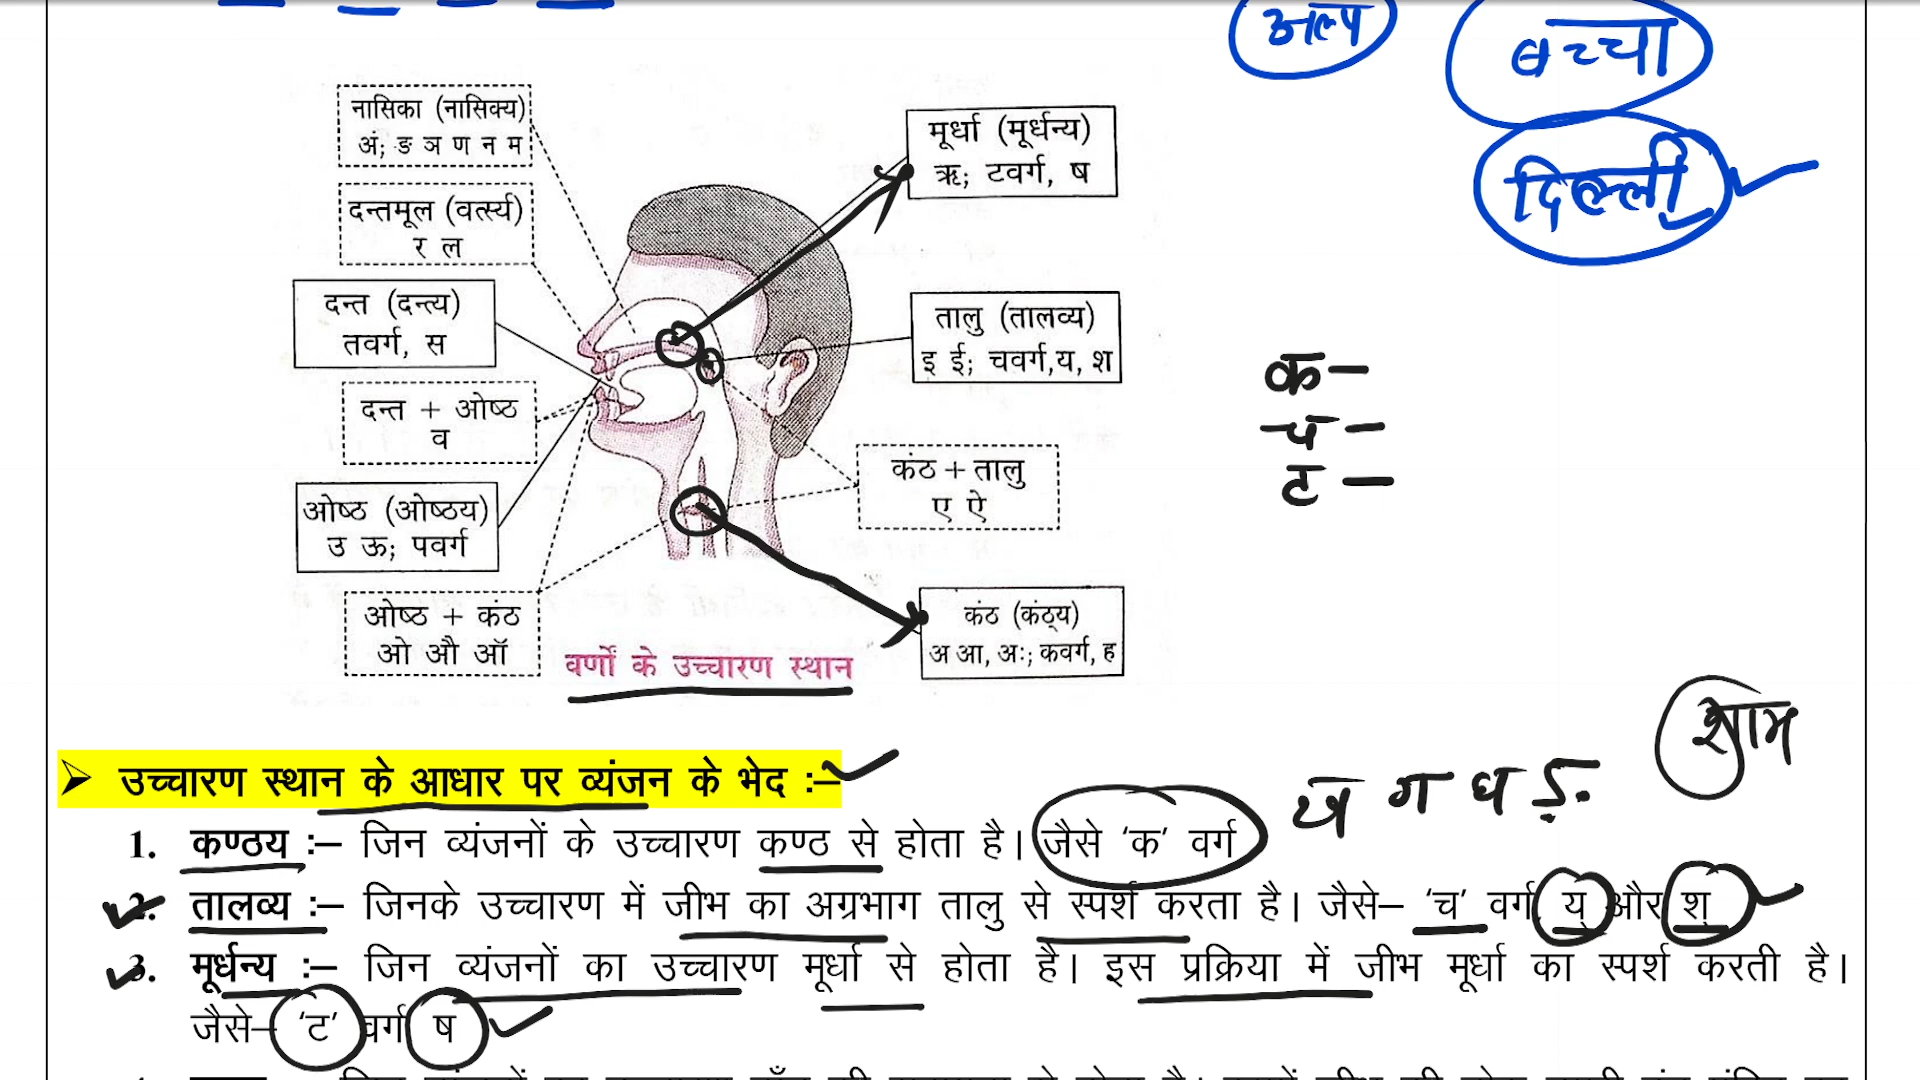 अल्प
बच्चा
दिल्ली
नासिका (नासिक्य)
अं; ङ ञ ण न म
मूर्धा (मूर्धन्य)
ऋ; टवर्ग, ष
दन्तमूल (वर्त्स्य)
र ल
दन्त (दन्त्य)
तवर्ग, स
तालु (तालव्य)
इ ई; चवर्ग,य, श
दन्त + ओष्ठ
व
क–
च–
ट–
कंठ + तालु
ए ऐ
ओष्ठ (ओष्ठय)
उ ऊ; पवर्ग
ओष्ठ + कंठ
ओ औ ऑ
कंठ (कंठ्य)
अ आ, अः; कवर्ग, ह
वर्णों के उच्चारण स्थान
शाम
➢ उच्चारण स्थान के आधार पर व्यंजन के भेद :–
ख ग घ ङ
1. कण्ठय :– जिन व्यंजनों के उच्चारण कण्ठ से होता है। जैसे ‘क’ वर्ग
2. तालव्य :– जिनके उच्चारण में जीभ का अग्रभाग तालु से स्पर्श करता है। जैसे– ‘च’ वर्ग य् और श्
3. मूर्धन्य :– जिन व्यंजनों का उच्चारण मूर्धा से होता है। इस प्रक्रिया में जीभ मूर्धा का स्पर्श करती है।
जैसे– ‘ट’ वर्ग ष